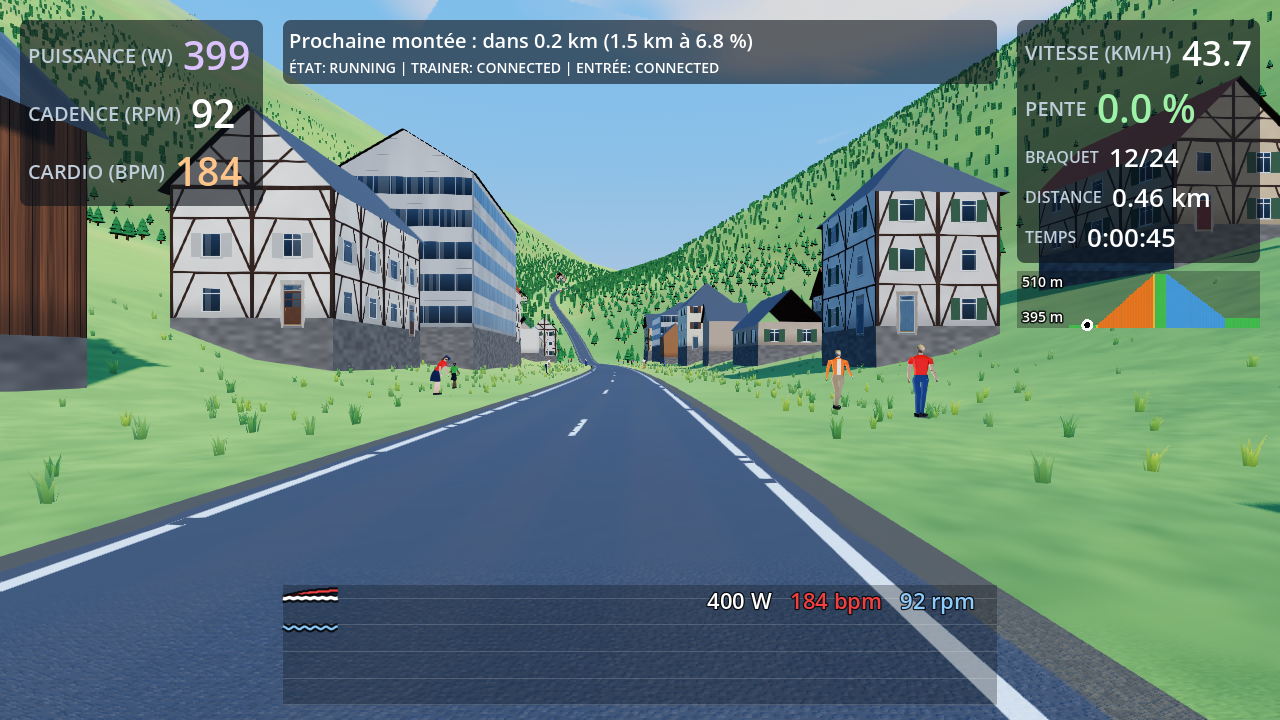 PUISSANCE (W) 399
CADENCE (RPM) 92
CARDIO (BPM) 184
Prochaine montée : dans 0.2 km (1.5 km à 6.8 %)
ÉTAT: RUNNING | TRAINER: CONNECTED | ENTRÉE: CONNECTED
VITESSE (KM/H) 43.7
PENTE 0.0 %
BRAQUET 12/24
DISTANCE 0.46 km
TEMPS 0:00:45
510 m
395 m
400 W 184 bpm 92 rpm